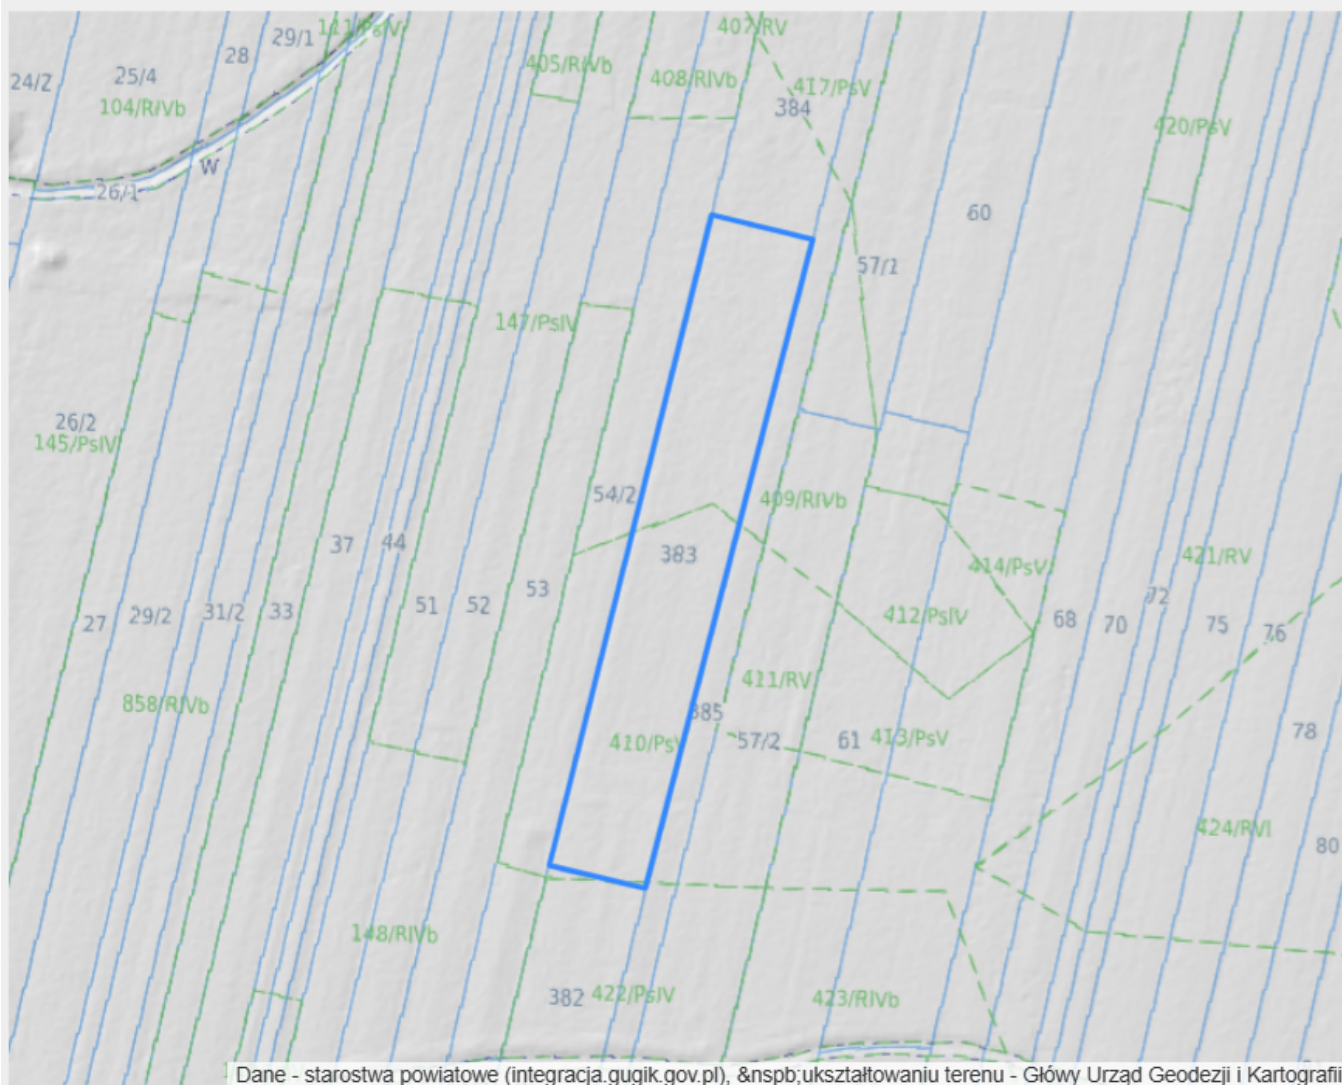 111/PsIV
407/RV
29/1
28
25/4
24/2
104/RIVb
405/RIVb
408/RIVb
417/PsV
384
420/PsV
W
26/1
60
57/1
147/PsIV
26/2
145/PsIV
54/2
409/RIVb
37
44
383
421/RV
414/PsV
53
51
52
72
412/PsIV
27
29/2
31/2
33
68
70
75
76
411/RV
858/RIVb
385
410/PsV
57/2
61
413/PsV
78
424/RVI
80
148/RIVb
382
422/PsIV
423/RIVb
Dane - starostwa powiatowe (integracja.gugik.gov.pl), &nspb;ukształtowaniu terenu - Główy Urząd Geodezji i Kartografii